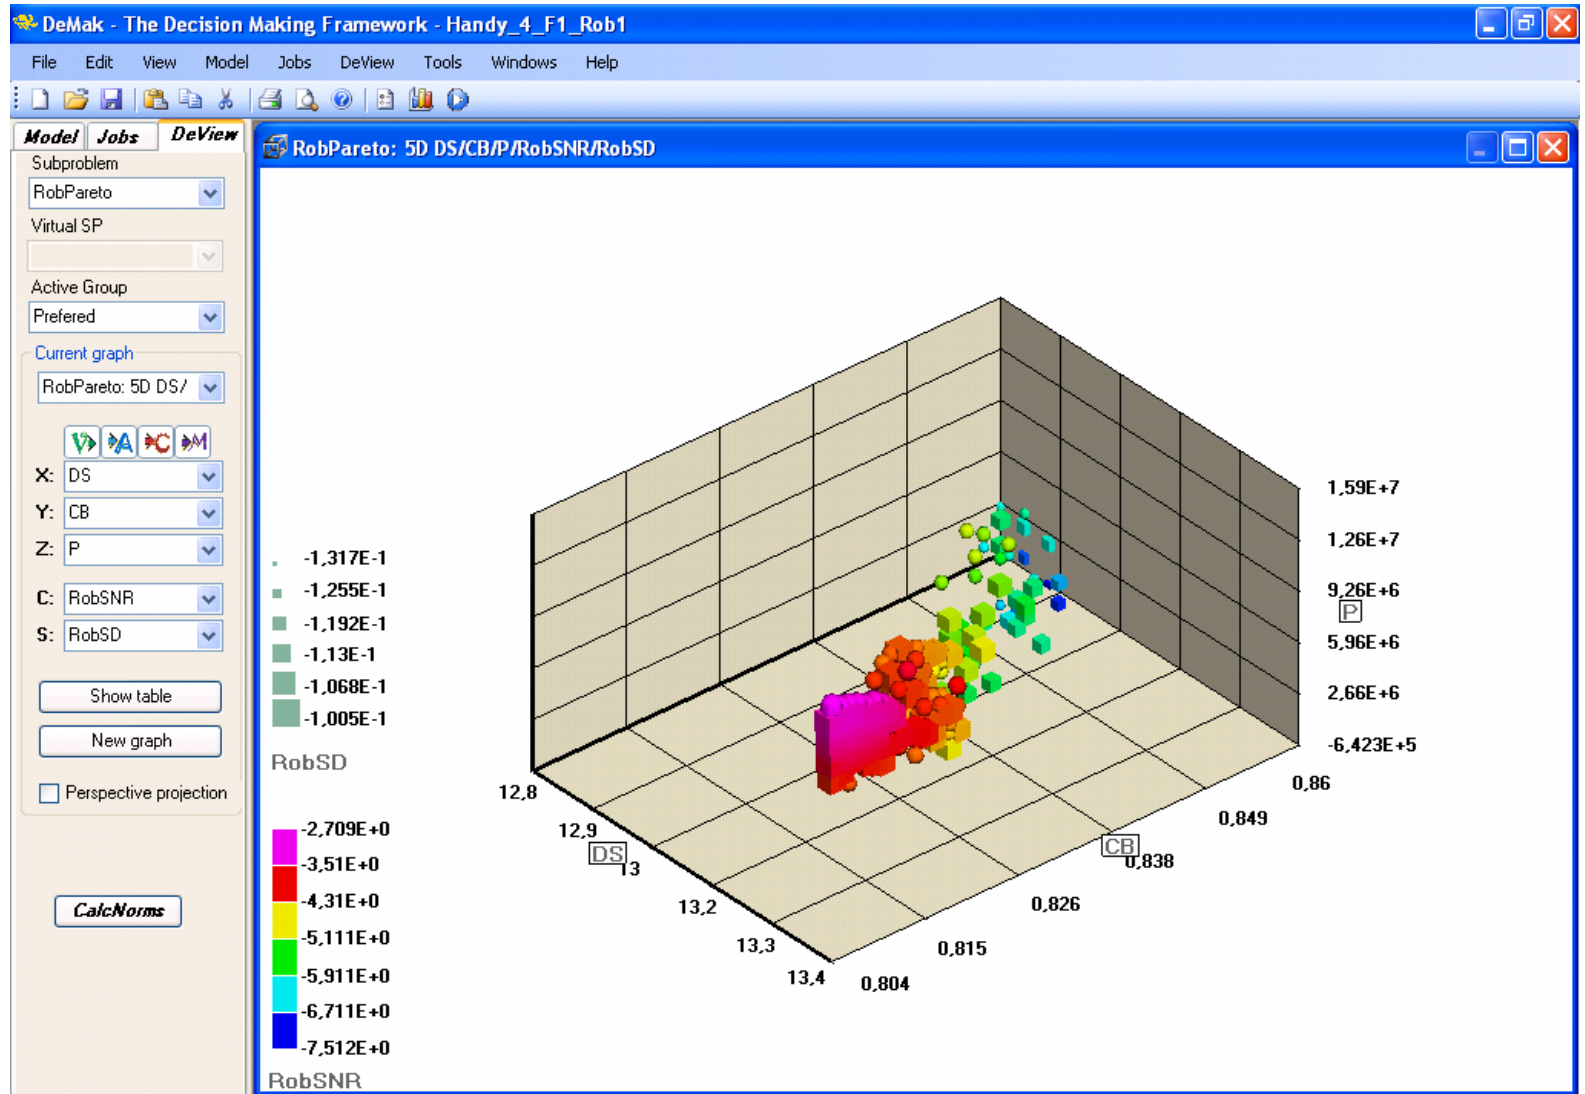 DeMak - The Decision Making Framework - Handy_4_F1_Rob1
File Edit View Model Jobs DeView Tools Windows Help
Model Jobs DeView
Subproblem
RobPareto
Virtual SP
Active Group
Prefered
Current graph
RobPareto: 5D DS/
V A C M
X: DS
Y: CB
Z: P
C: RobSNR
S: RobSD
Show table
New graph
Perspective projection
CalcNorms
RobPareto: 5D DS/CB/P/RobSNR/RobSD
-1,317E-1
-1,255E-1
-1,192E-1
-1,13E-1
-1,068E-1
-1,005E-1
RobSD
-2,709E+0
-3,51E+0
-4,31E+0
-5,111E+0
-5,911E+0
-6,711E+0
-7,512E+0
RobSNR
1,59E+7
1,26E+7
9,26E+6
P
5,96E+6
2,66E+6
-6,423E+5
12,8
12,9
DS
13
13,2
13,3
13,4
0,804
0,815
0,826
CB
0,838
0,849
0,86